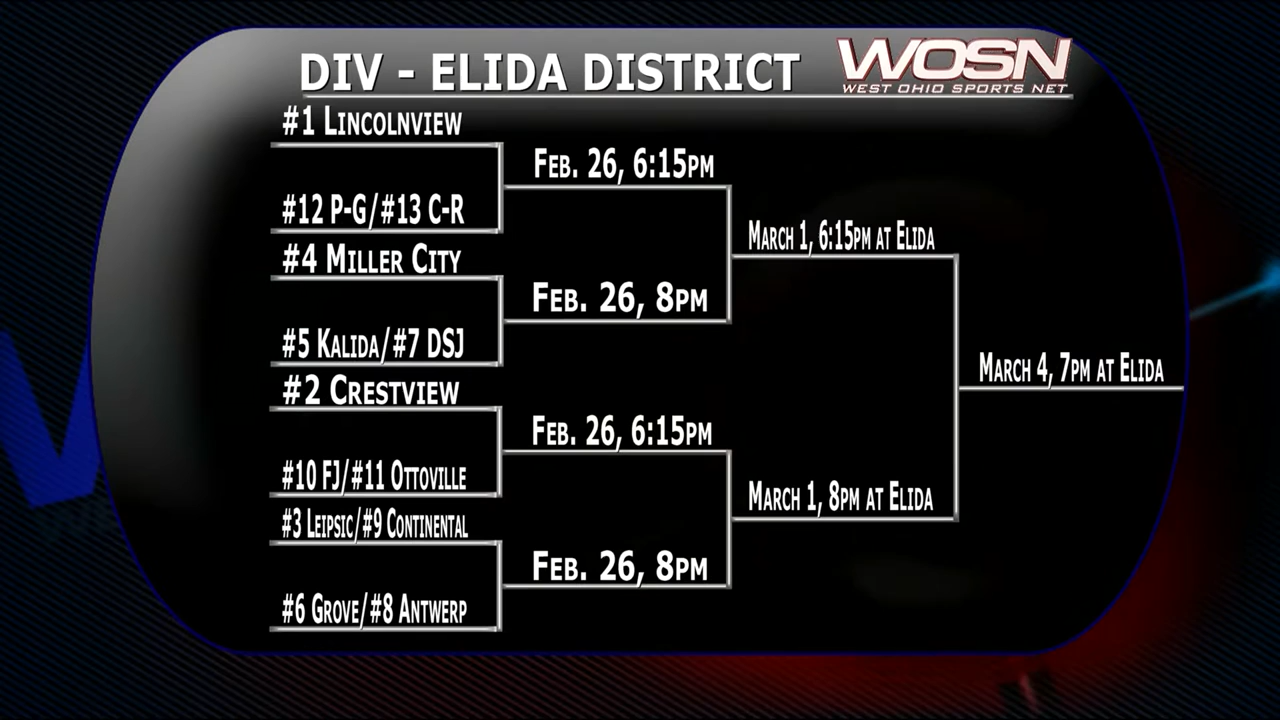 DIV - ELIDA DISTRICT
WOSN
WEST OHIO SPORTS NET
#1 LINCOLNVIEW
FEB. 26, 6:15PM
#12 P-G/#13 C-R
MARCH 1, 6:15PM AT ELIDA
#4 MILLER CITY
FEB. 26, 8PM
#5 KALIDA/#7 DSJ
MARCH 4, 7PM AT ELIDA
#2 CRESTVIEW
FEB. 26, 6:15PM
#10 FJ/#11 OTTOVILLE
MARCH 1, 8PM AT ELIDA
#3 LEIPSIC/#9 CONTINENTAL
FEB. 26, 8PM
#6 GROVE/#8 ANTWERP